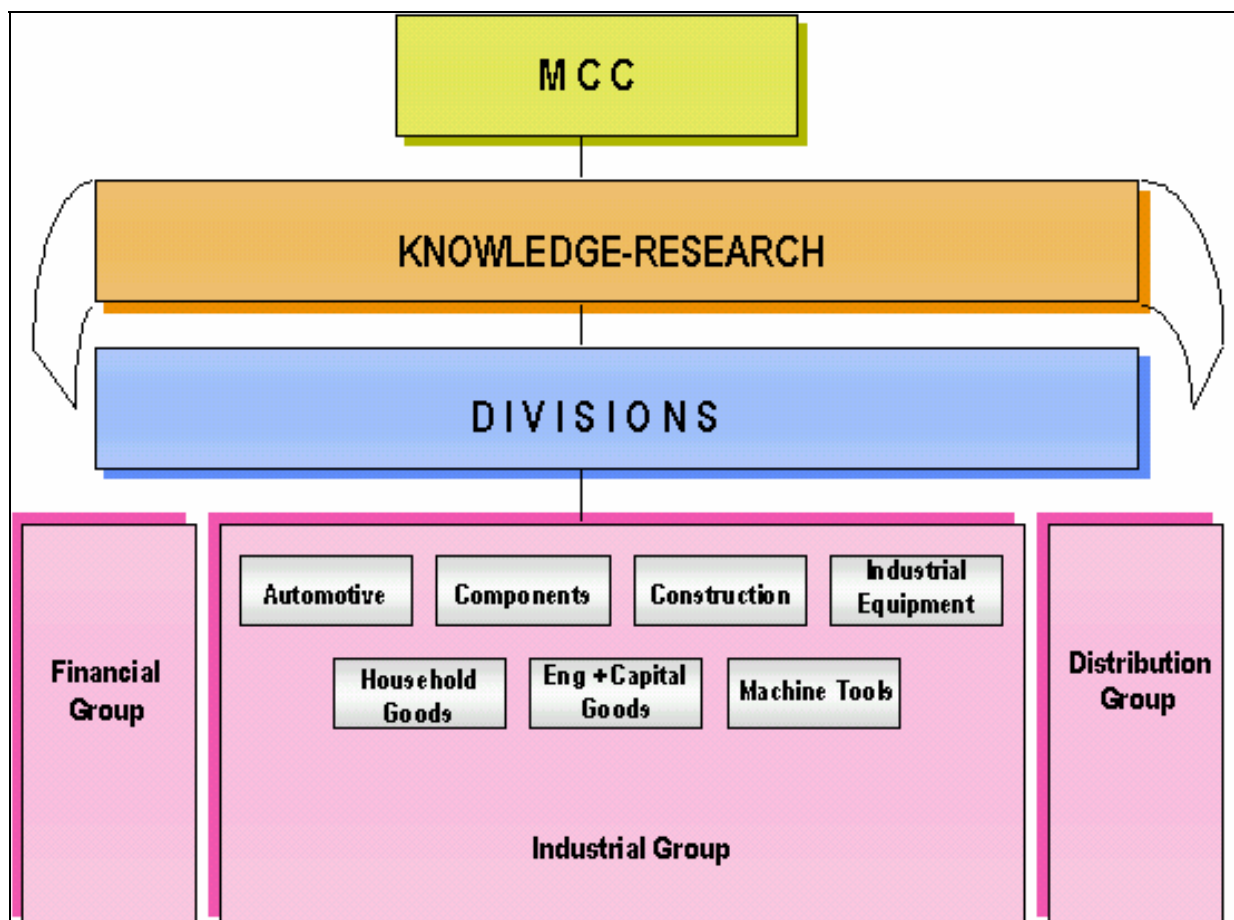 MCC
KNOWLEDGE-RESEARCH
DIVISIONS
Financial
Group
Automotive
Components
Construction
Industrial
Equipment
Household
Goods
Eng +Capital
Goods
Machine Tools
Industrial Group
Distribution
Group